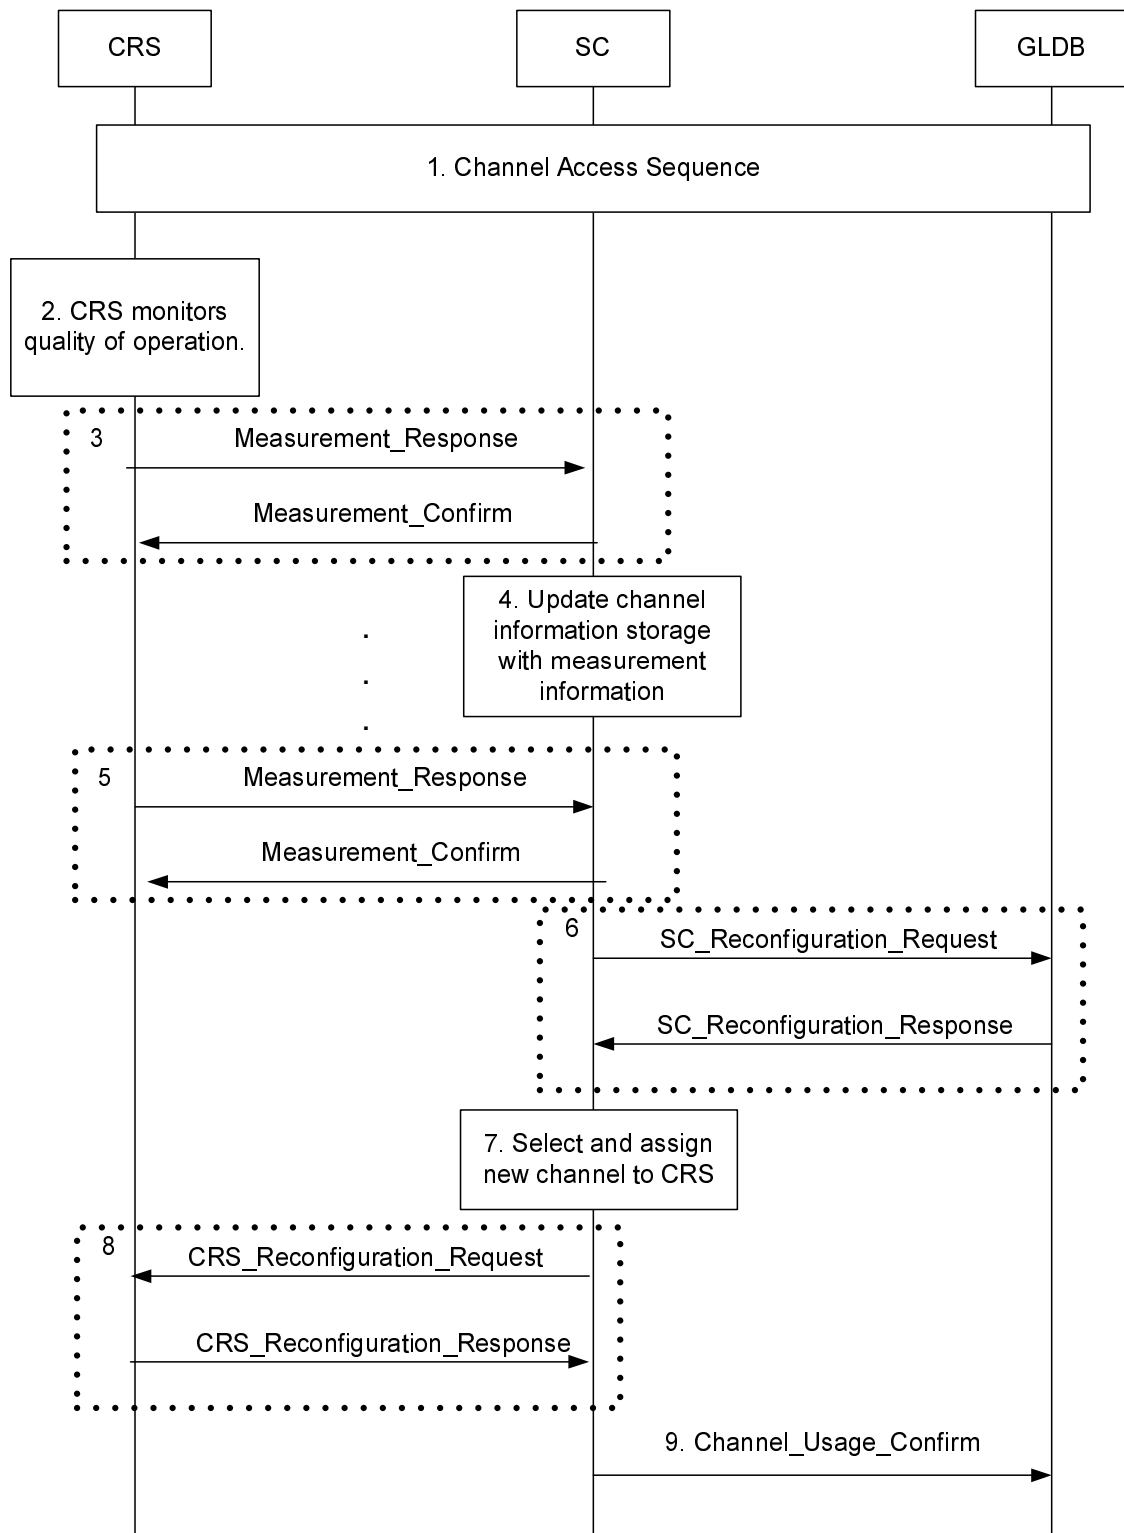 CRS
SC
GLDB
1. Channel Access Sequence
2. CRS monitors
quality of operation.
3
Measurement_Response
Measurement_Confirm
4. Update channel
information storage
with measurement
information
.
.
.
5
Measurement_Response
Measurement_Confirm
6
SC_Reconfiguration_Request
SC_Reconfiguration_Response
7. Select and assign
new channel to CRS
8
CRS_Reconfiguration_Request
CRS_Reconfiguration_Response
9. Channel_Usage_Confirm